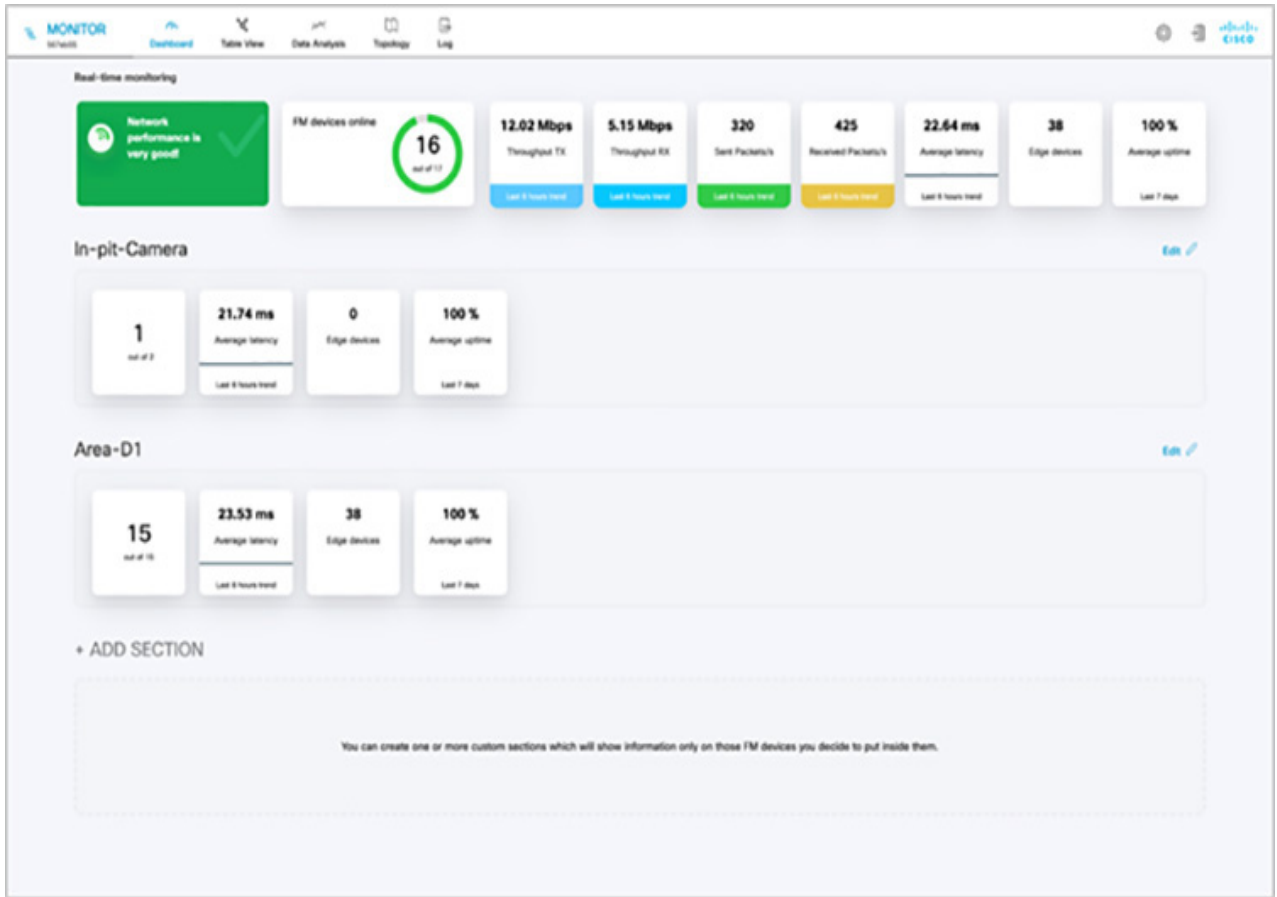 MONITOR
Dashboard
Table View
Data Analysis
Topology
Log
CISCO
Real-time monitoring
Network
performance is
very good!
FM devices online
16
out of 17
12.02 Mbps
Throughput TX
Last 6 hours trend
5.15 Mbps
Throughput RX
Last 6 hours trend
320
Sent Packets/s
Last 6 hours trend
425
Received Packets/s
Last 6 hours trend
22.64 ms
Average latency
Last 6 hours trend
38
Edge devices
100 %
Average uptime
Last 7 days
In-pit-Camera
Edit
1
out of 2
21.74 ms
Average latency
Last 6 hours trend
0
Edge devices
100 %
Average uptime
Last 7 days
Area-D1
Edit
15
out of 15
23.53 ms
Average latency
Last 6 hours trend
38
Edge devices
100 %
Average uptime
Last 7 days
+ ADD SECTION
You can create one or more custom sections which will show information only on those FM devices you decide to put inside them.